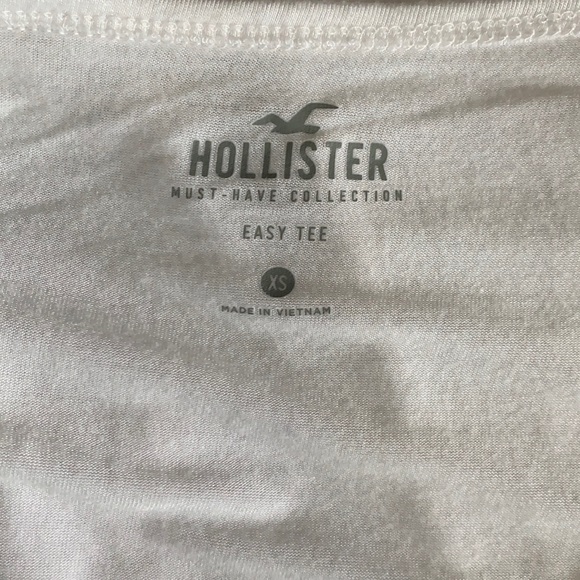 HOLLISTER
MUST-HAVE COLLECTION
EASY TEE
XS
MADE IN VIETNAM